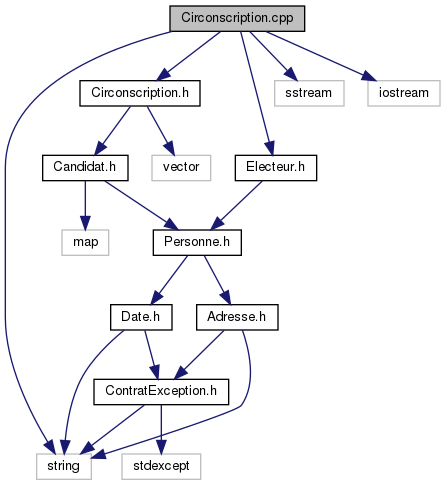 Circonscription.cpp
Circonscription.h
sstream
iostream
Candidat.h
vector
Electeur.h
map
Personne.h
Date.h
Adresse.h
ContratException.h
string
stdexcept